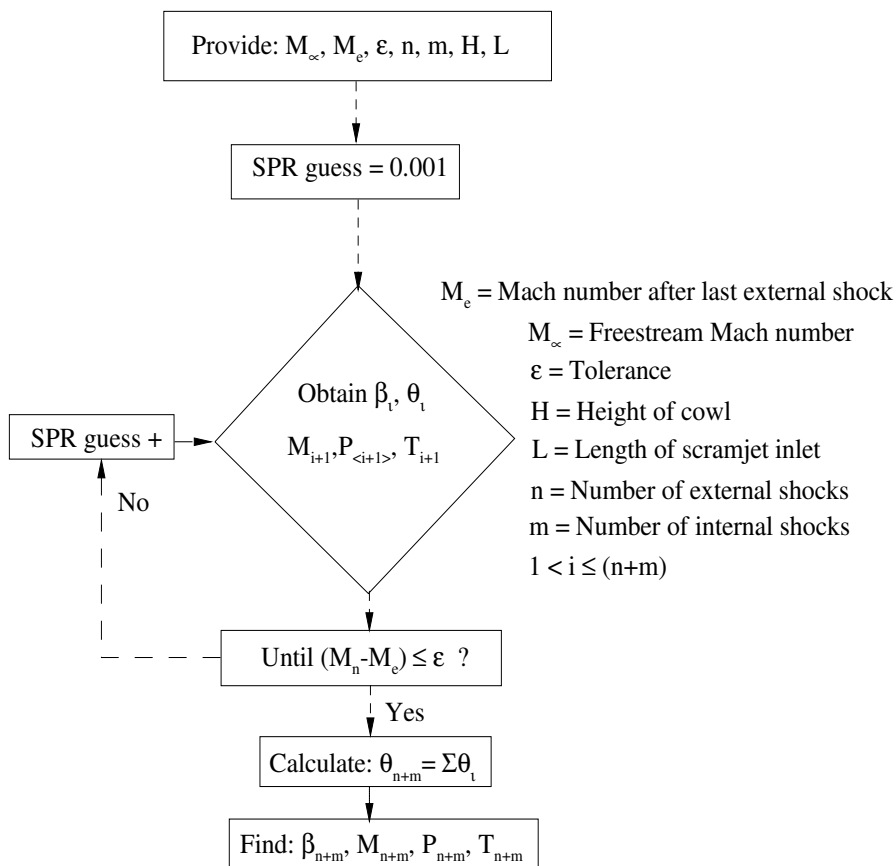 Provide: M∝, Me, ε, n, m, H, L
SPR guess = 0.001
Me = Mach number after last external shock
M∝ = Freestream Mach number
ε = Tolerance
H = Height of cowl
L = Length of scramjet inlet
n = Number of external shocks
m = Number of internal shocks
1 < i ≤ (n+m)
Obtain βι, θι
Mi+1,P<i+1>, Ti+1
SPR guess +
No
Until (Mn-Me) ≤ ε ?
Yes
Calculate: θn+m= Σθι
Find: βn+m, Mn+m, Pn+m, Tn+m